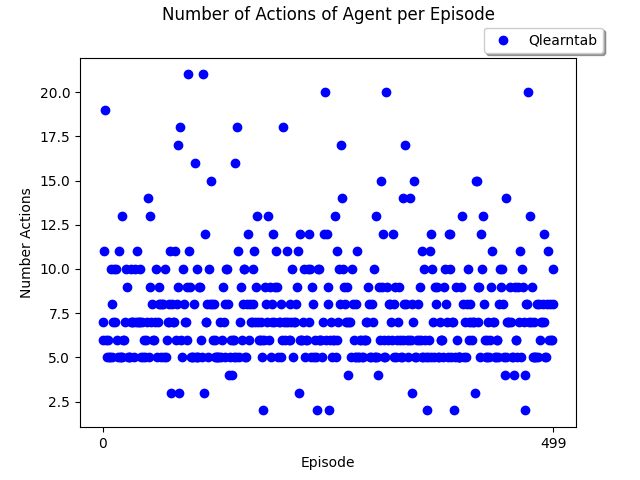 Number of Actions of Agent per Episode
Qlearntab
20.0
17.5
15.0
12.5
10.0
7.5
5.0
2.5
Number Actions
0
499
Episode